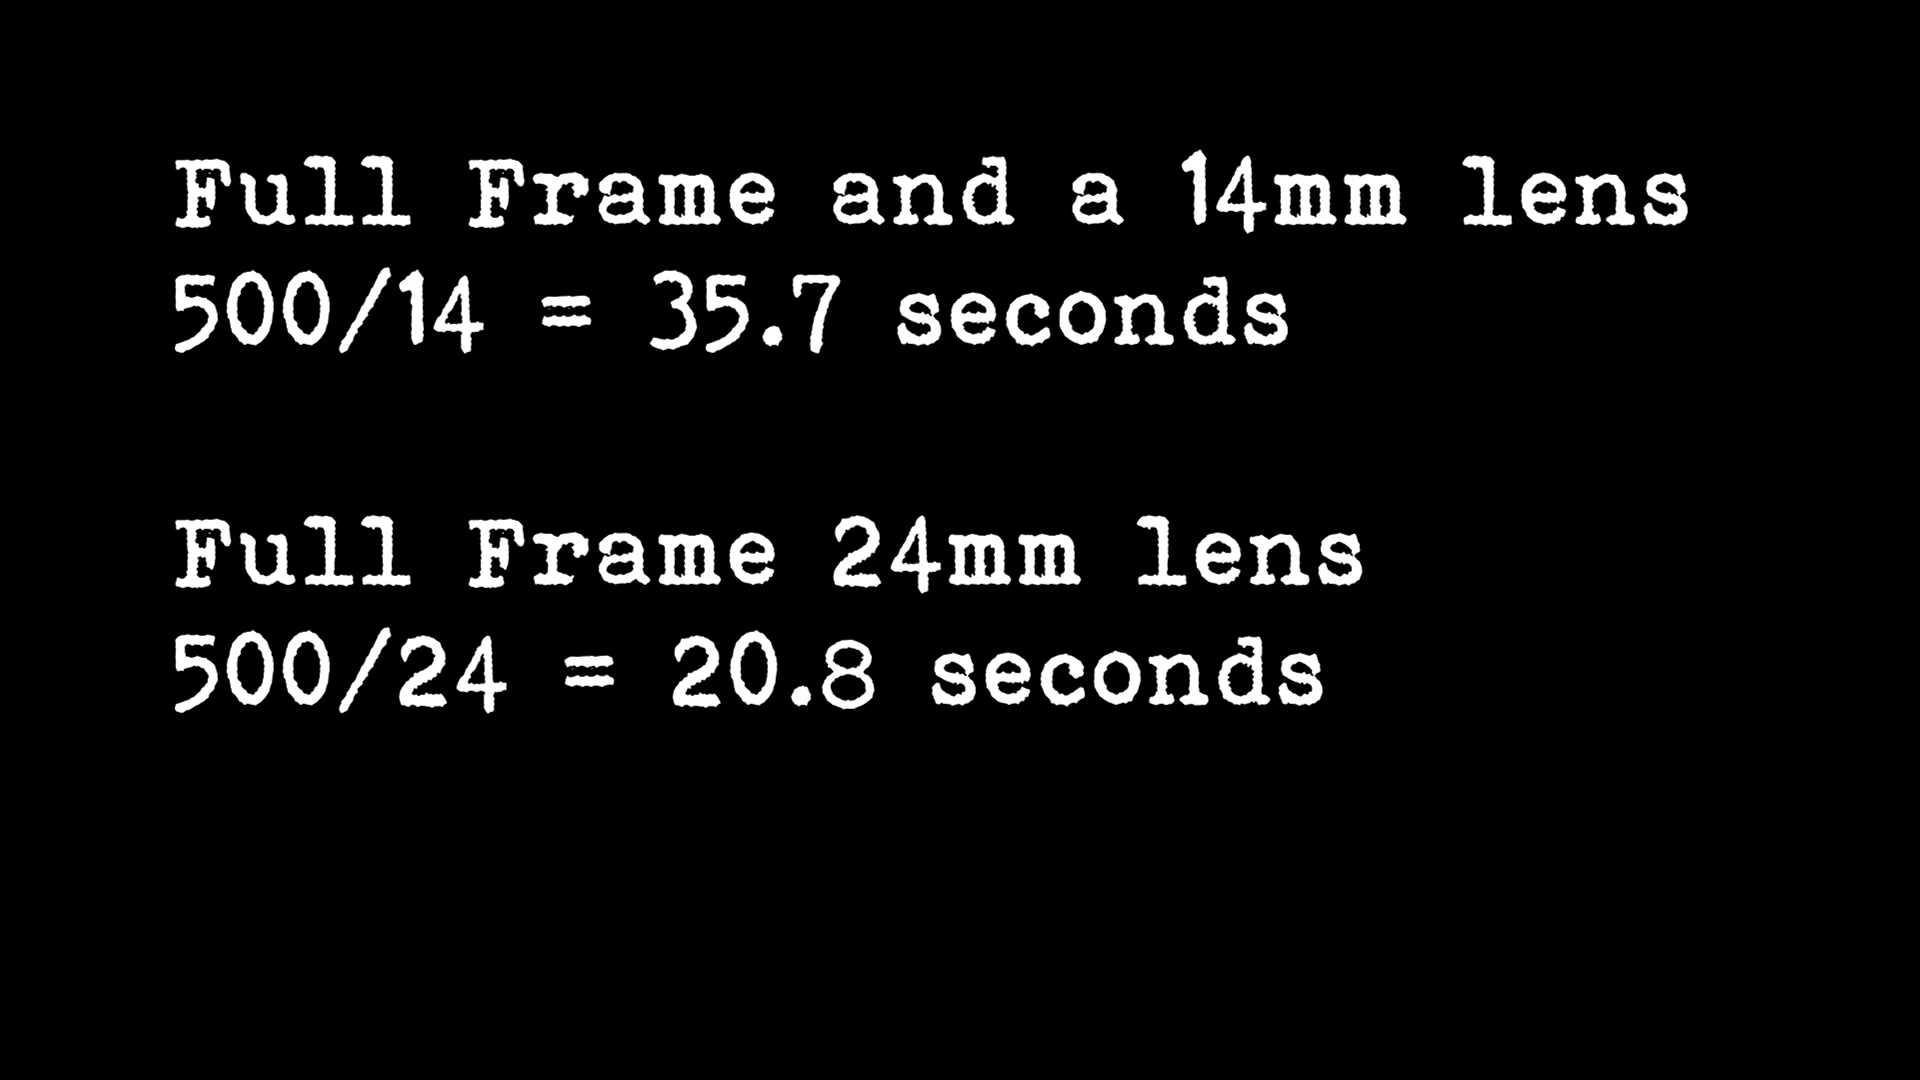 Full Frame and a 14mm lens
500/14 = 35.7 seconds
Full Frame 24mm lens
500/24 = 20.8 seconds